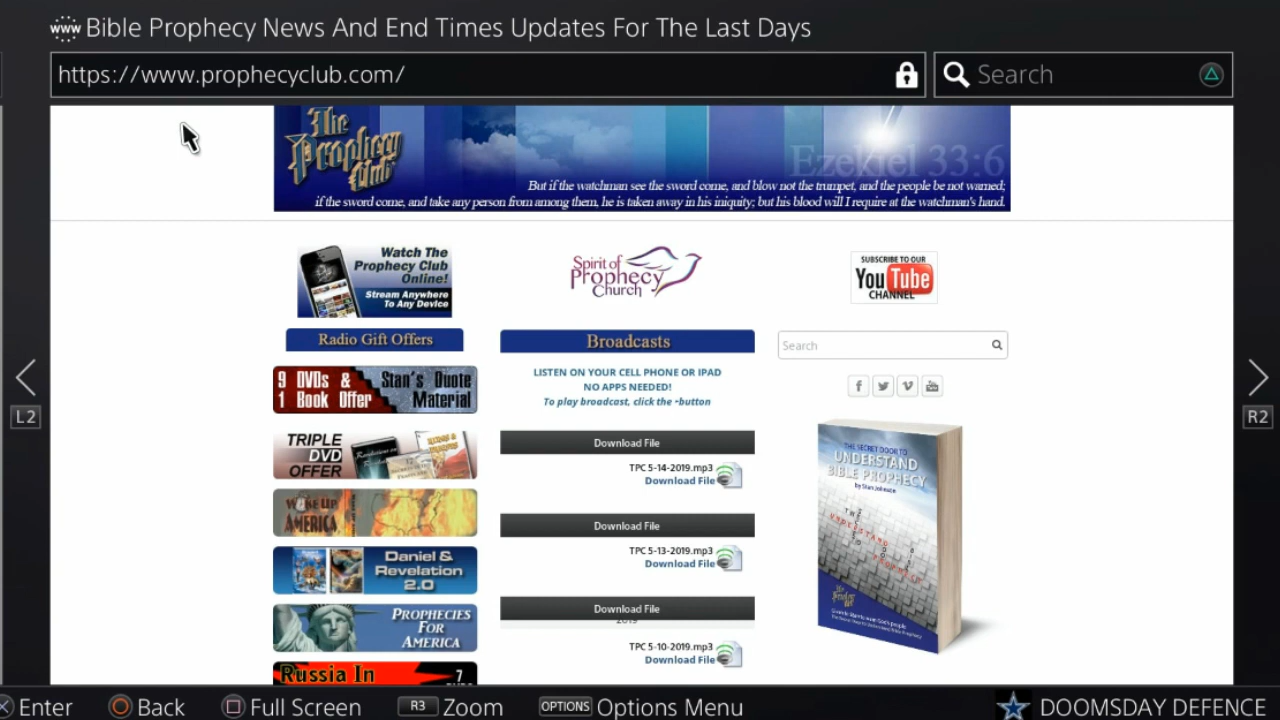 www Bible Prophecy News And End Times Updates For The Last Days
https://www.prophecyclub.com/
Search
The Prophecy Club
Ezekiel 33:6
But if the watchman see the sword come, and blow not the trumpet, and the people be not warned;
if the sword come, and take any person from among them, he is taken away in his iniquity; but his blood will I require at the watchman's hand.
Watch The
Prophecy Club
Online!
Stream Anywhere
To Any Device
Spirit of
Prophecy
Church
SUBSCRIBE TO OUR
YouTube
CHANNEL
Radio Gift Offers
Broadcasts
Search
9 DVDs &
1 Book Offer
Stan's Quote
Material
LISTEN ON YOUR CELL PHONE OR IPAD
NO APPS NEEDED!
To play broadcast, click the -button
TRIPLE
DVD
OFFER
WAKE UP
AMERICA
Daniel &
Revelation
2.0
PROPHECIES
FOR
AMERICA
Russia In
7
Download File
TPC 5-14-2019.mp3
Download File
Download File
TPC 5-13-2019.mp3
Download File
Download File
2019
TPC 5-10-2019.mp3
Download File
THE SECRET DOOR TO
UNDERSTAND
BIBLE PROPHECY
by Stan Johnson
L2
R2
Enter
Back
Full Screen
R3 Zoom
OPTIONS Options Menu
DOOMSDAY DEFENCE